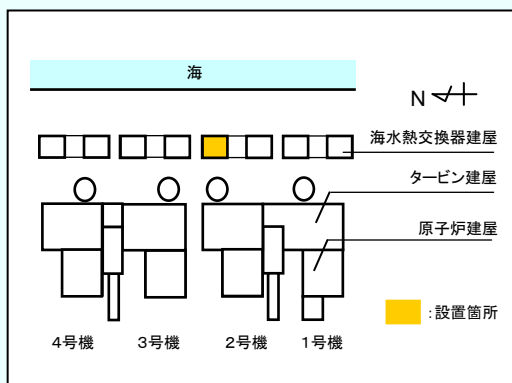 海
N
海水熱交換器建屋
タービン建屋
原子炉建屋
:設置箇所
4号機 3号機 2号機 1号機